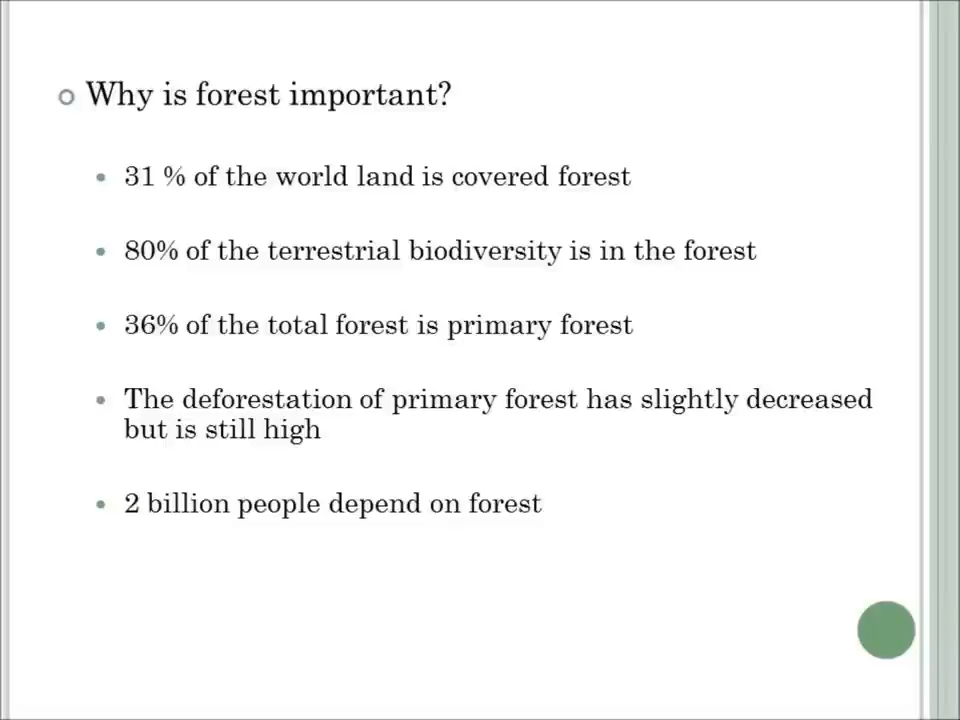 Why is forest important?
31 % of the world land is covered forest
80% of the terrestrial biodiversity is in the forest
36% of the total forest is primary forest
The deforestation of primary forest has slightly decreased
but is still high
2 billion people depend on forest